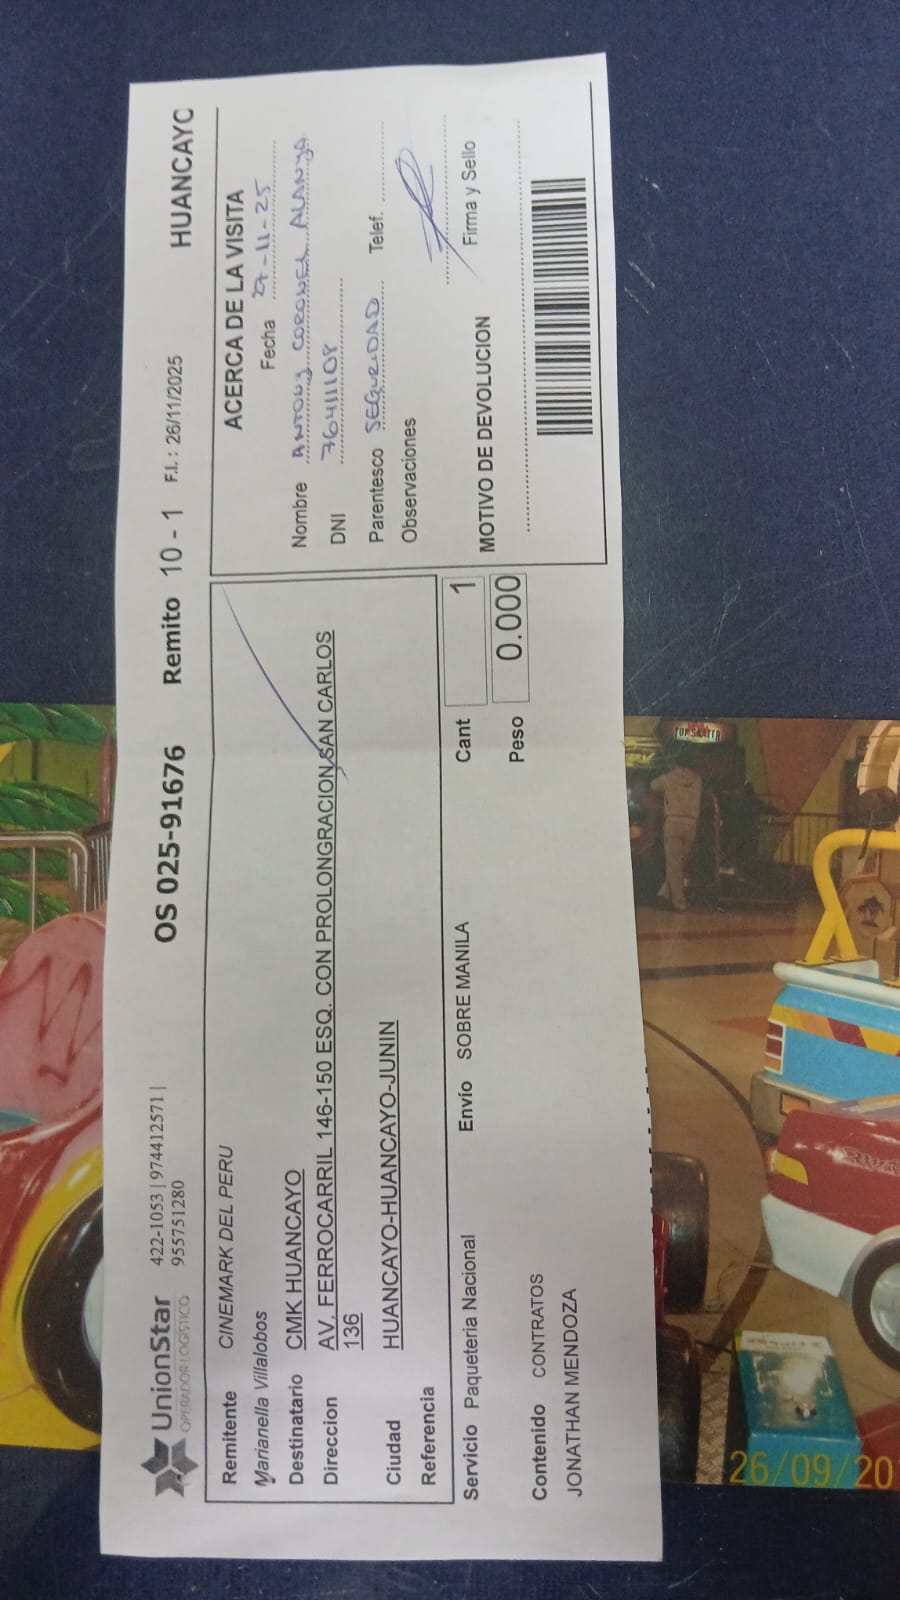 UnionStar
OPERADOR LOGÍSTICO
422-1053 | 974412571 |
955751280
OS 025-91676
Remito 10 - 1
F.I. : 26/11/2025
HUANCAYO
Remitente CINEMARK DEL PERU
Marianella Villalobos
Destinatario CMK HUANCAYO
Direccion AV. FERROCARRIL 146-150 ESQ. CON PROLONGRACION SAN CARLOS
136
Ciudad HUANCAYO-HUANCAYO-JUNIN
Referencia
Servicio Paqueteria Nacional Envío SOBRE MANILA Cant 1
Peso 0.000
Contenido CONTRATOS
JONATHAN MENDOZA
ACERCA DE LA VISITA
Fecha 27-11-25
Nombre ANTONY CORONEL ALANYA
DNI 76411108
Parentesco SEGURIDAD Telef.
Observaciones
Firma y Sello
MOTIVO DE DEVOLUCION
TOP SKATER
26/09/20